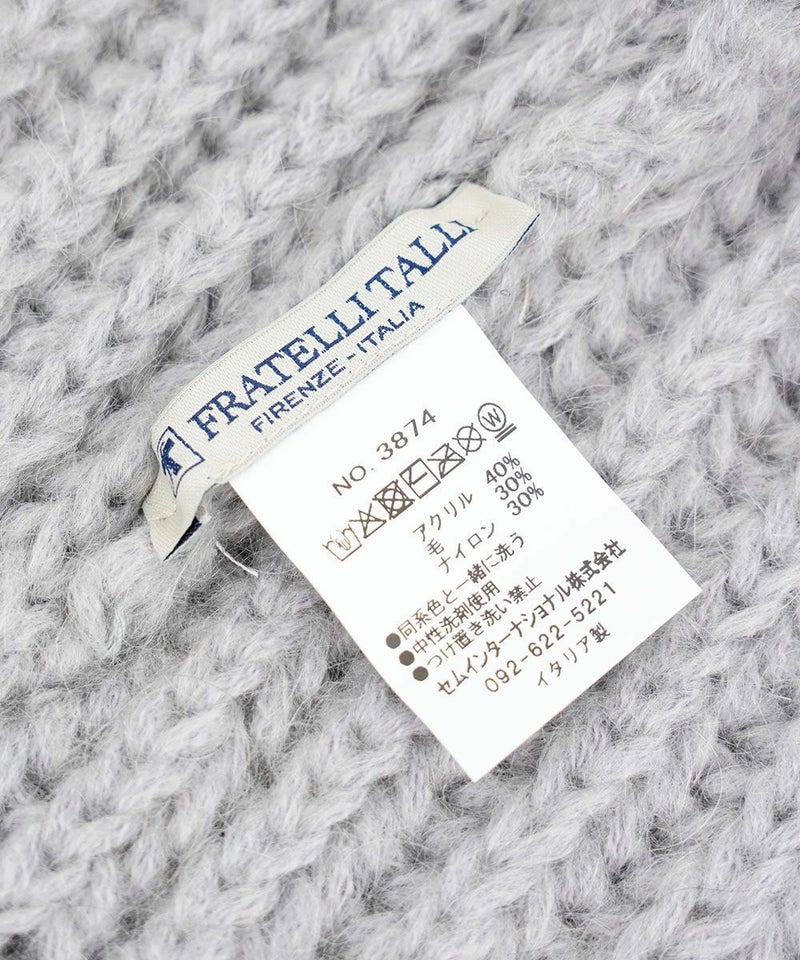 FRATELLI TALLI
FIRENZE-ITALIA
NO. 3874
W
アクリル 40%
毛 30%
ナイロン 30%
●同系色と一緒に洗う
●中性洗剤使用
●つけ置き洗い禁止
セムインターナショナル株式会社
092-622-5221
イタリア製